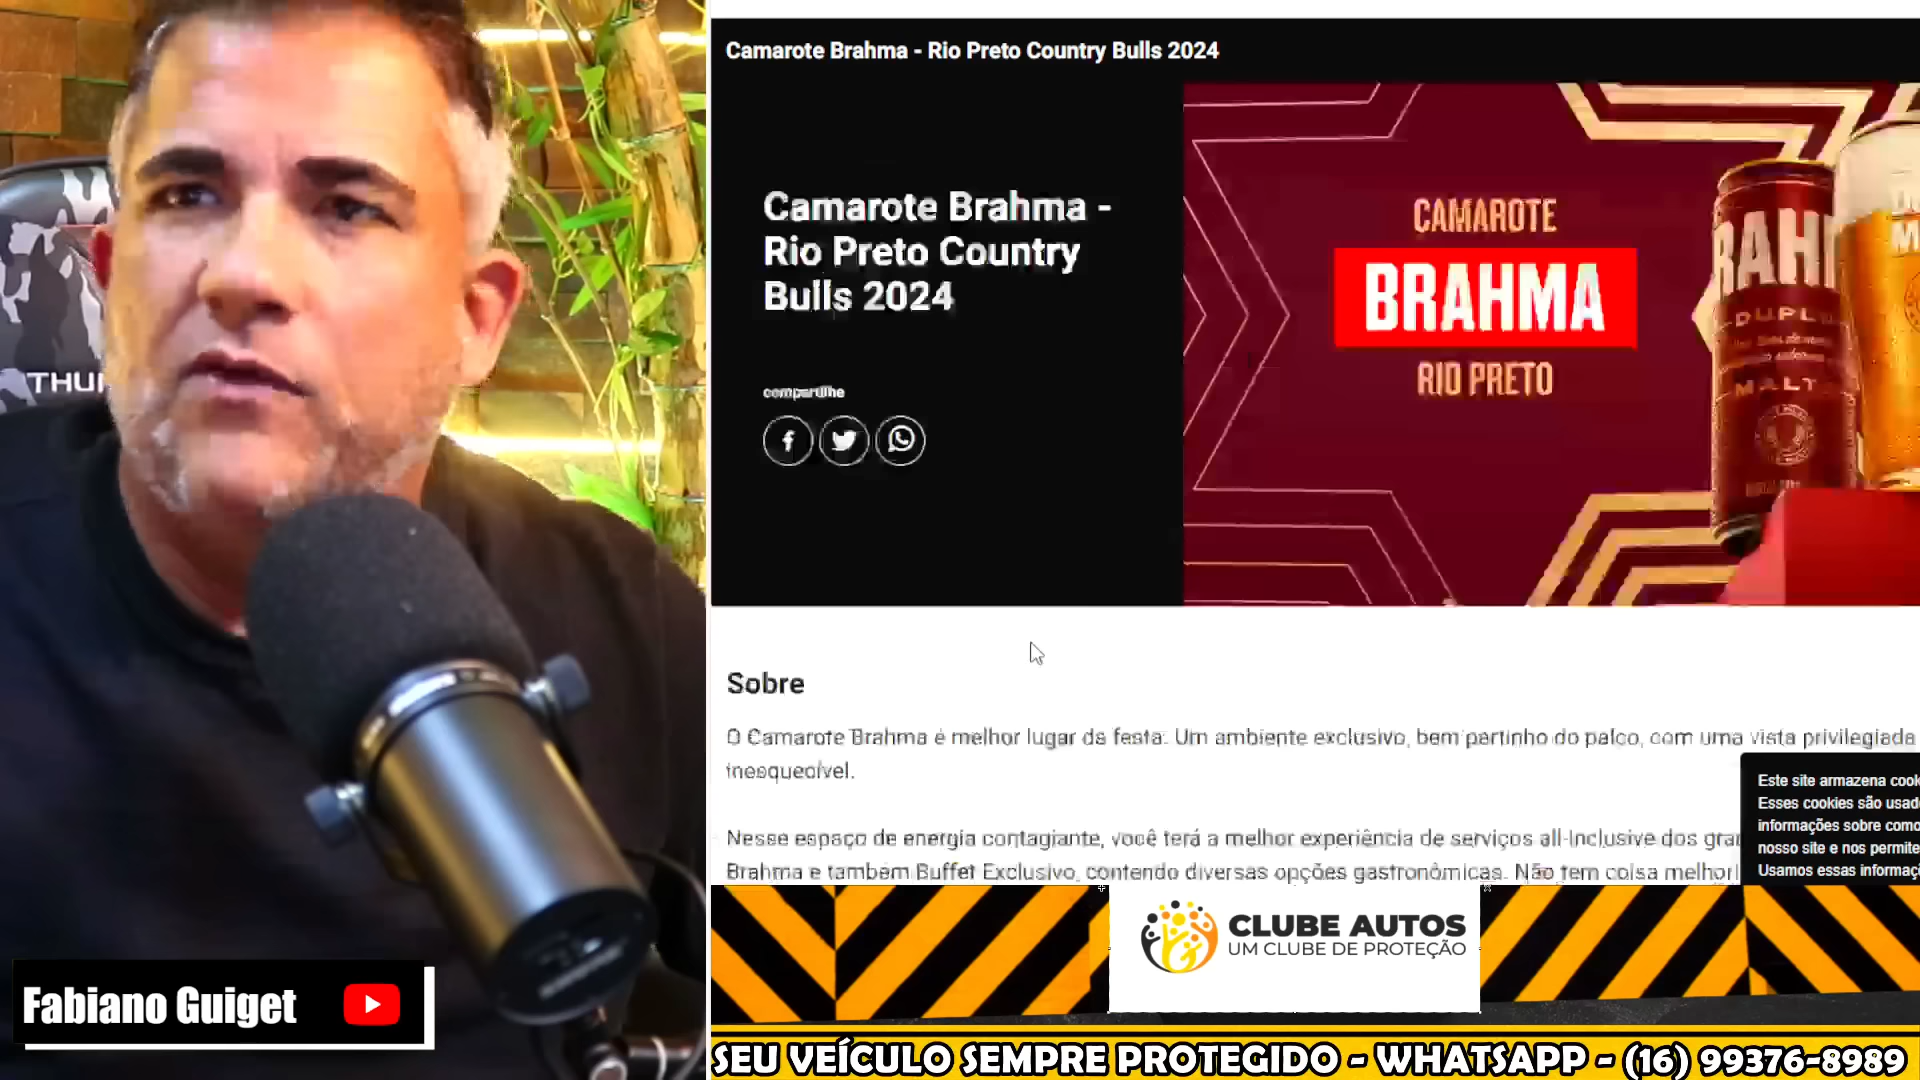 Camarote Brahma - Rio Preto Country Bulls 2024
Camarote Brahma -
Rio Preto Country
Bulls 2024
compartilhe
CAMAROTE
BRAHMA
RIO PRETO
BRAHM
DUPLO
MALT
THU
Sobre
O Camarote Brahma é melhor lugar da festa. Um ambiente exclusivo, bem pertinho do palco, com uma vista privilegiada
inesquecível.
Nesse espaço de energia contagiante, você terá a melhor experiência de serviços all-inclusive dos gra
Brahma e também Buffet Exclusivo, contendo diversas opções gastronômicas. Não tem coisa melhor!
Este site armazena cook
Esses cookies são usad
informações sobre como
nosso site e nos permite
Usamos essas informaç
CLUBE AUTOS
UM CLUBE DE PROTEÇÃO
Fabiano Guiget
SEU VEÍCULO SEMPRE PROTEGIDO - WHATSAPP - (16) 99376-8989